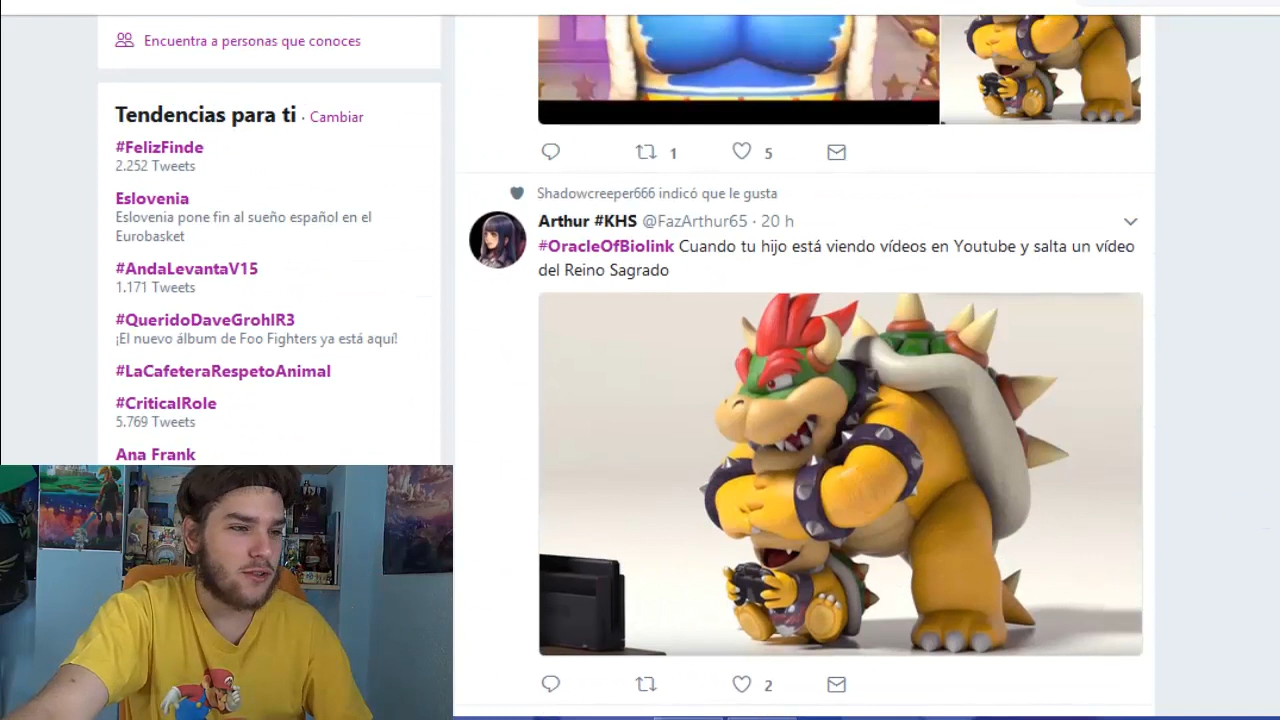 Encuentra a personas que conoces
Tendencias para ti · Cambiar
#FelizFinde
2.252 Tweets
Eslovenia
Eslovenia pone fin al sueño español en el
Eurobasket
#AndaLevantaV15
1.171 Tweets
#QueridoDaveGrohlR3
¡El nuevo álbum de Foo Fighters ya está aquí!
#LaCafeteraRespetoAnimal
#CriticalRole
5.769 Tweets
Ana Frank
1
5
Shadowcreeper666 indicó que le gusta
Arthur #KHS @FazArthur65 · 20 h
#OracleOfBiolink Cuando tu hijo está viendo vídeos en Youtube y salta un vídeo
del Reino Sagrado
2